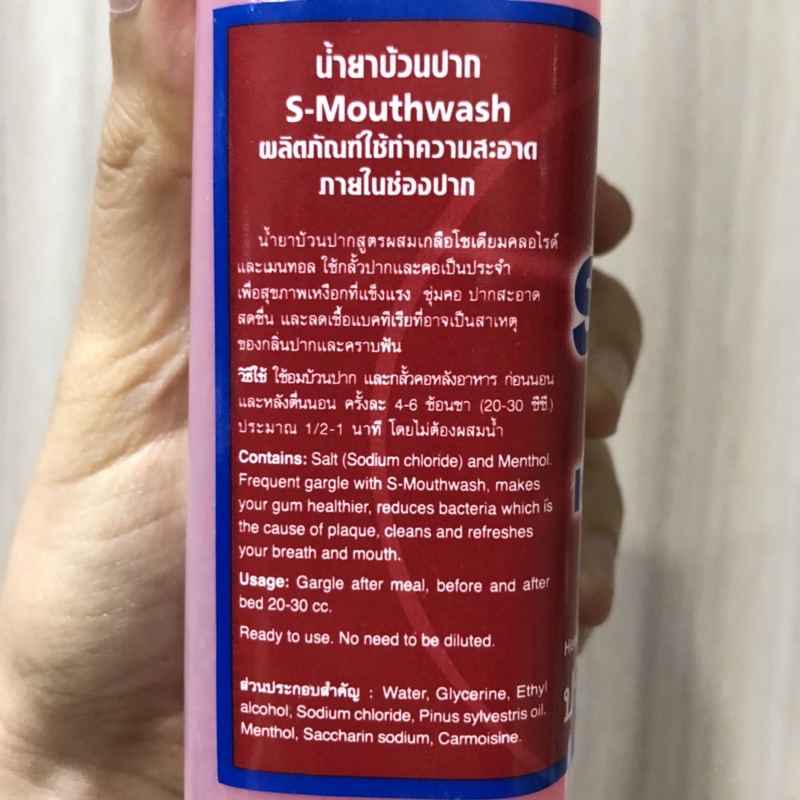 น้ำยาบ้วนปาก
S-Mouthwash
ผลิตภัณฑ์ใช้ทำความสะอาด
ภายในช่องปาก
น้ำยาบ้วนปากสูตรผสมเกลือโซเดียมคลอไรด์
และเมนทอล ใช้กลั้วปากและคอเป็นประจำ
เพื่อสุขภาพเหงือกที่แข็งแรง ชุ่มคอ ปากสะอาด
สดชื่น และลดเชื้อแบคทีเรียที่อาจเป็นสาเหตุ
ของกลิ่นปากและคราบฟัน
วิธีใช้ ใช้อมบ้วนปาก และกลั้วคอหลังอาหาร ก่อนนอน
และหลังตื่นนอน ครั้งละ 4-6 ช้อนชา (20-30 ซีซี.)
ประมาณ 1/2-1 นาที โดยไม่ต้องผสมน้ำ
Contains: Salt (Sodium chloride) and Menthol.
Frequent gargle with S-Mouthwash, makes
your gum healthier, reduces bacteria which is
the cause of plaque, cleans and refreshes
your breath and mouth.
Usage: Gargle after meal, before and after
bed 20-30 cc.
Ready to use. No need to be diluted.
ส่วนประกอบสำคัญ : Water, Glycerine, Ethyl
alcohol, Sodium chloride, Pinus sylvestris oil,
Menthol, Saccharin sodium, Carmoisine.